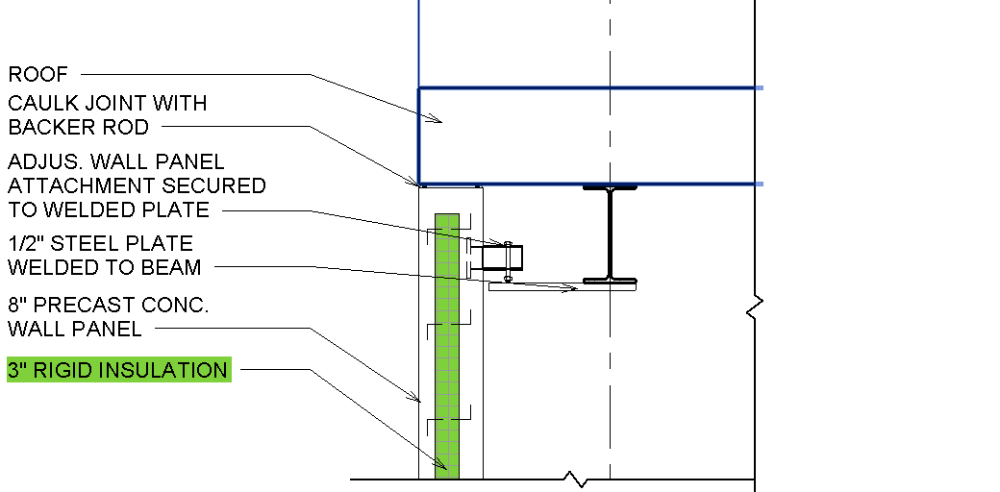 ROOF
CAULK JOINT WITH
BACKER ROD
ADJUS. WALL PANEL
ATTACHMENT SECURED
TO WELDED PLATE
1/2" STEEL PLATE
WELDED TO BEAM
8" PRECAST CONC.
WALL PANEL
3" RIGID INSULATION